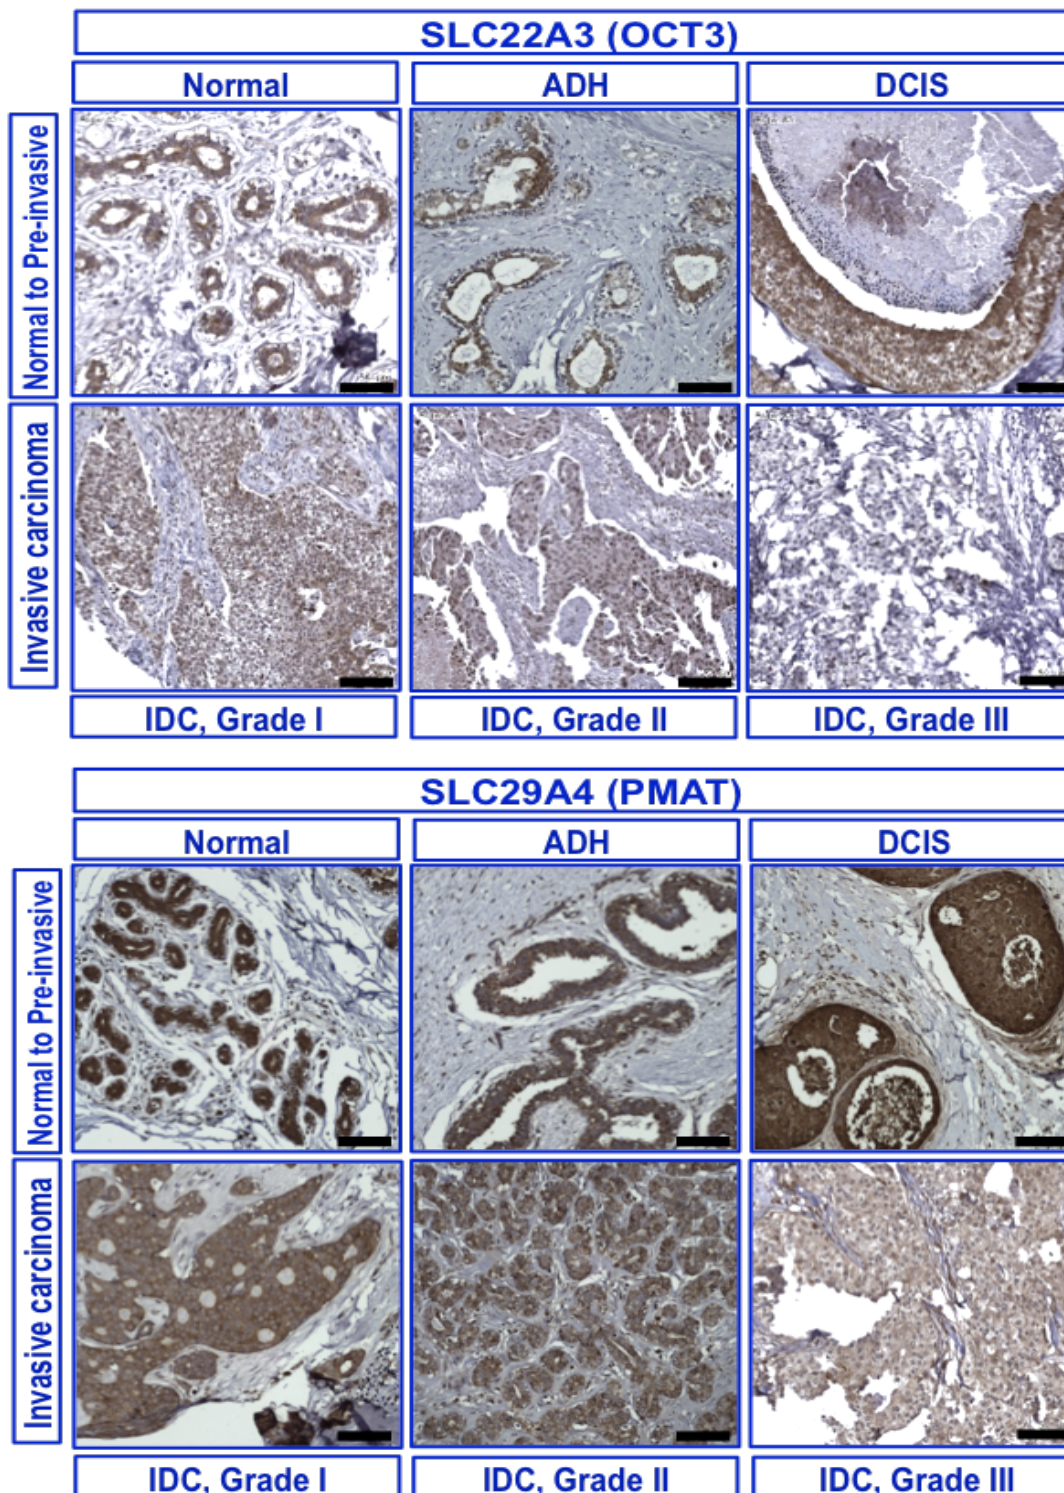 SLC22A3 (OCT3)
Normal
ADH
DCIS
Normal to Pre-invasive
Invasive carcinoma
IDC, Grade I
IDC, Grade II
IDC, Grade III
SLC29A4 (PMAT)
Normal
ADH
DCIS
Normal to Pre-invasive
Invasive carcinoma
IDC, Grade I
IDC, Grade II
IDC, Grade III